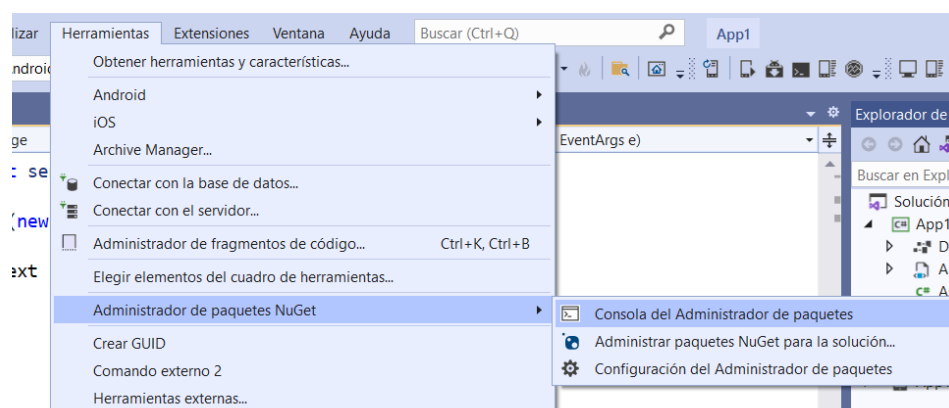 lizar Herramientas Extensiones Ventana Ayuda Buscar (Ctrl+Q) App1
Androi Obtener herramientas y características...
Android
iOS
ge Archive Manager... EventArgs e) Explorador de
Buscar en Expl
: se Conectar con la base de datos...
Solución
(new Conectar con el servidor...
C# App1
Administrador de fragmentos de código... Ctrl+K, Ctrl+B
D
ext Elegir elementos del cuadro de herramientas...
A
C# A
Administrador de paquetes NuGet Consola del Administrador de paquetes
Crear GUID Administrar paquetes NuGet para la solución...
Comando externo 2 Configuración del Administrador de paquetes
Herramientas externas...